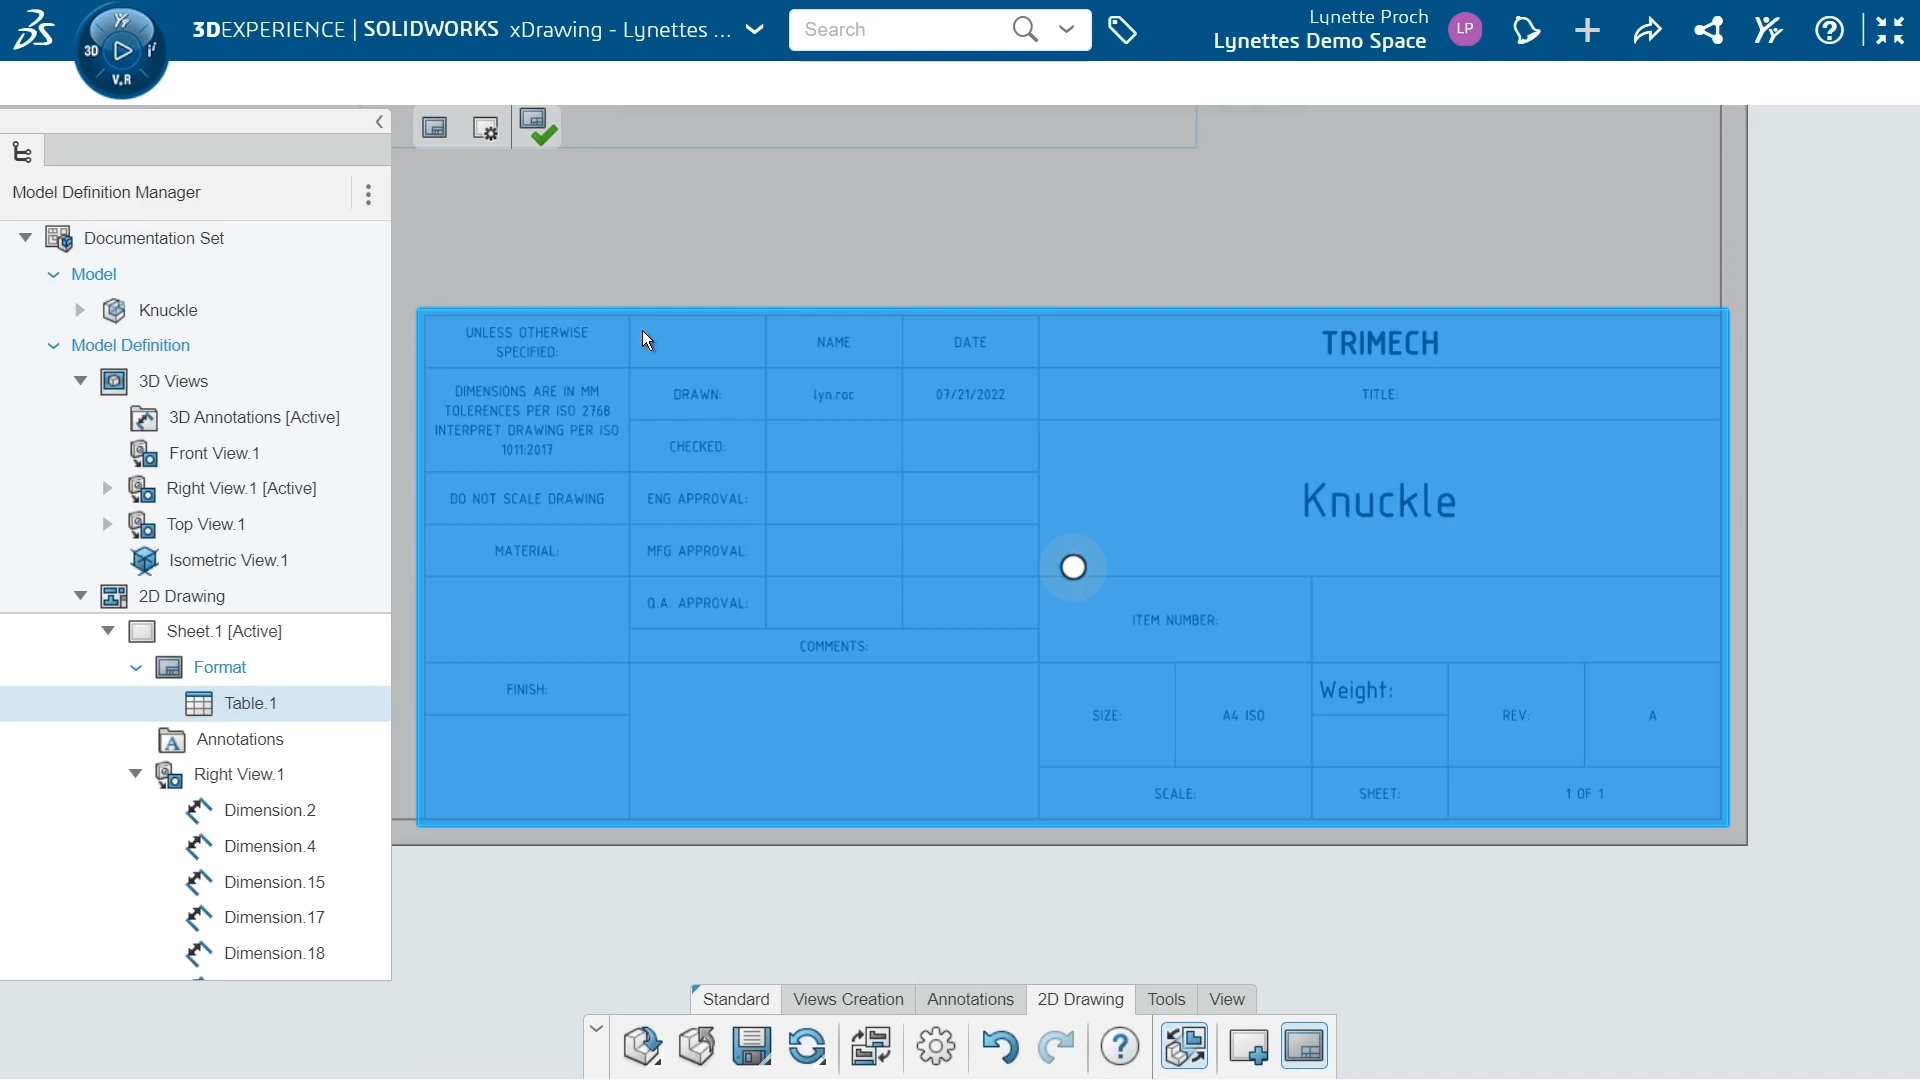 3DEXPERIENCE | SOLIDWORKS xDrawing - Lynettes ...
Search
Lynette Proch
Lynettes Demo Space
LP
3D
V.R
Model Definition Manager
Documentation Set
Model
Knuckle
Model Definition
3D Views
3D Annotations [Active]
Front View.1
Right View.1 [Active]
Top View.1
Isometric View.1
2D Drawing
Sheet.1 [Active]
Format
Table.1
Annotations
Right View.1
Dimension.2
Dimension.4
Dimension.15
Dimension.17
Dimension.18
UNLESS OTHERWISE
SPECIFIED:
NAME
DATE
TRIMECH
DIMENSIONS ARE IN MM
TOLERENCES PER ISO 2768
INTERPRET DRAWING PER ISO
1011:2017
DRAWN:
lyn.roc
07/21/2022
TITLE:
CHECKED:
Knuckle
DO NOT SCALE DRAWING
ENG APPROVAL:
MATERIAL:
MFG APPROVAL:
Q.A. APPROVAL:
ITEM NUMBER:
COMMENTS:
FINISH:
SIZE:
A4 ISO
Weight:
REV:
A
SCALE:
SHEET:
1 OF 1
Standard
Views Creation
Annotations
2D Drawing
Tools
View